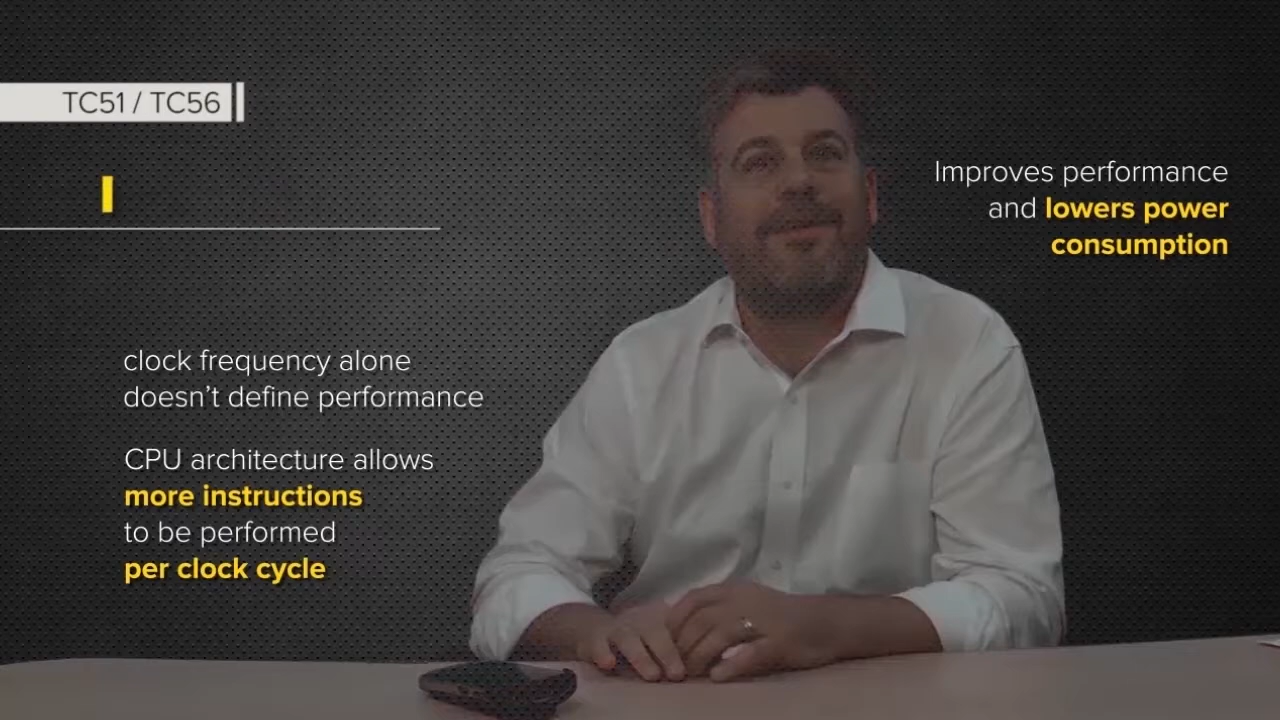 TC51 / TC56
Improves performance
and lowers power
consumption
clock frequency alone
doesn’t define performance
CPU architecture allows
more instructions
to be performed
per clock cycle